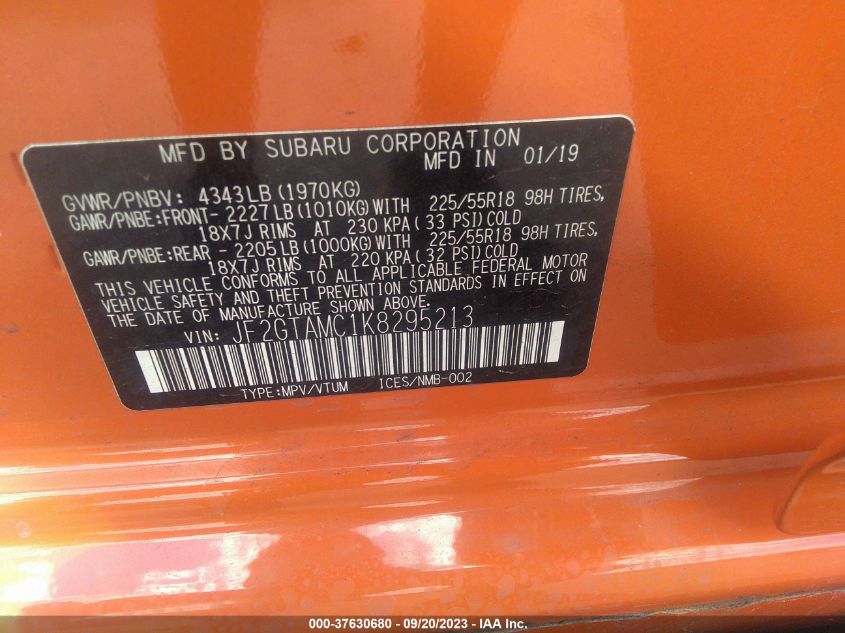 MFD BY SUBARU CORPORATION
MFD IN 01/19
GVWR/PNBV: 4343LB (1970KG)
GAWR/PNBE:FRONT- 2227LB (1010KG) WITH 225/55R18 98H TIRES,
18X7J RIMS AT 230 KPA ( 33 PSI) COLD
GAWR/PNBE:REAR - 2205LB (1000KG) WITH 225/55R18 98H TIRES,
18X7J RIMS AT 220 KPA ( 32 PSI) COLD
THIS VEHICLE CONFORMS TO ALL APPLICABLE FEDERAL MOTOR
VEHICLE SAFETY AND THEFT PREVENTION STANDARDS IN EFFECT ON
THE DATE OF MANUFACTURE SHOWN ABOVE.
VIN: JF2GTAMC1K8295213
TYPE:MPV/VTUM ICES/NMB-002
000-37630680 - 09/20/2023 - IAA Inc.